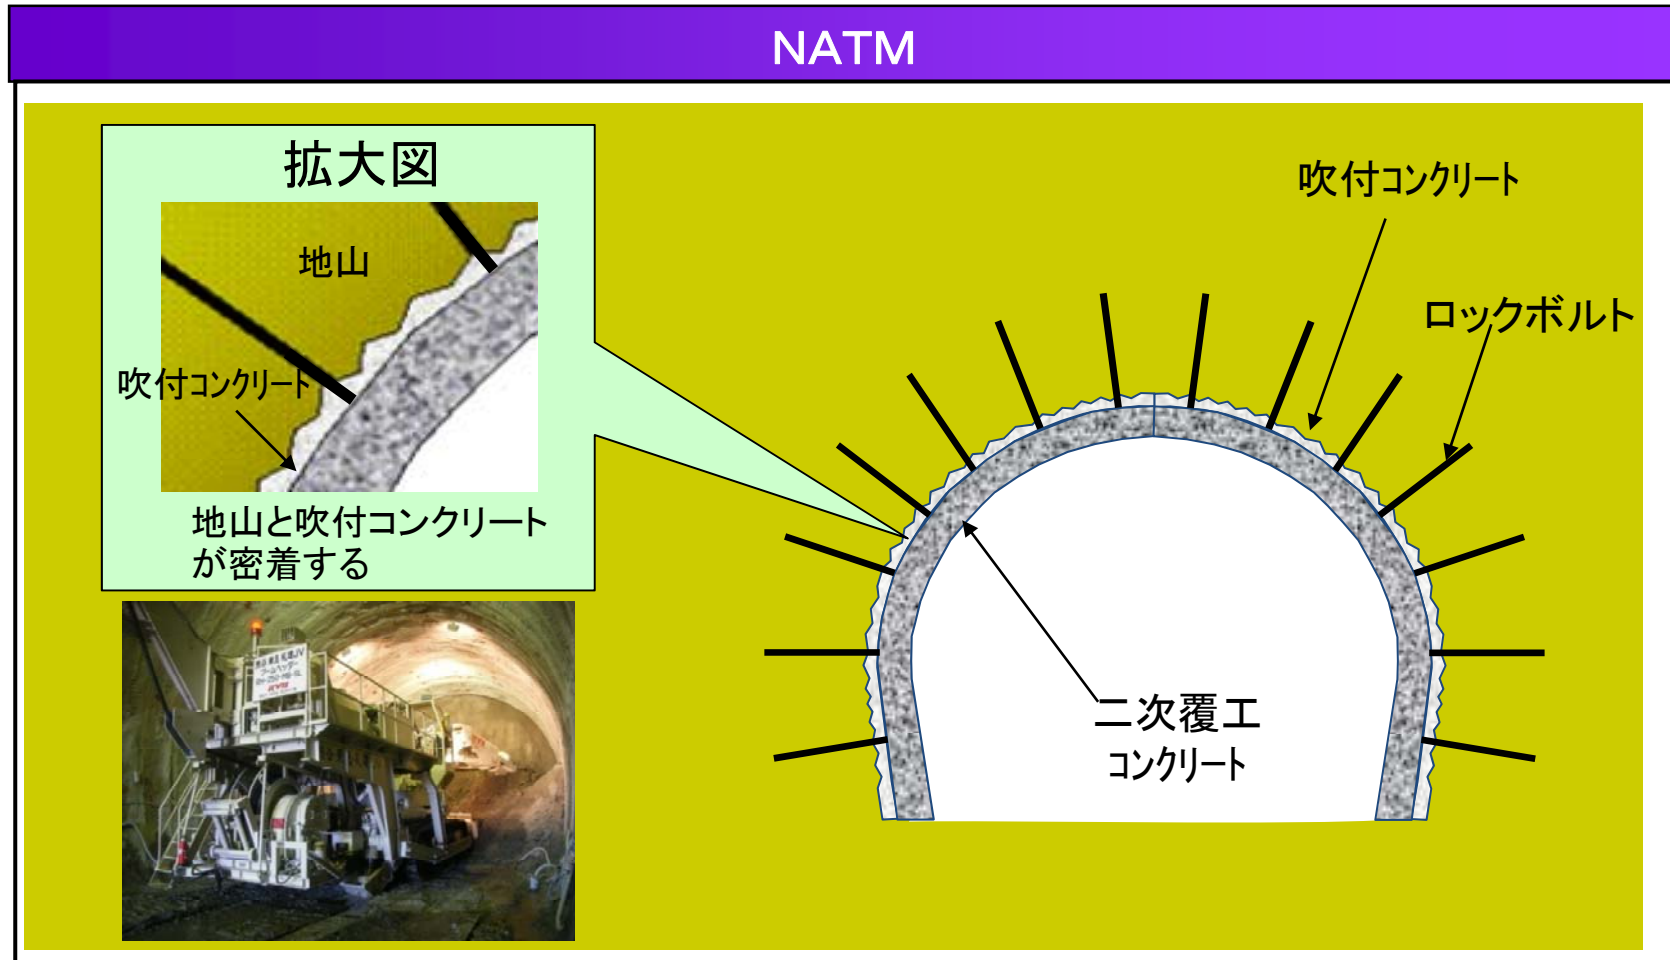 NATM
拡大図
地山
吹付コンクリート
地山と吹付コンクリート
が密着する
吹付コンクリート
ロックボルト
二次覆工
コンクリート